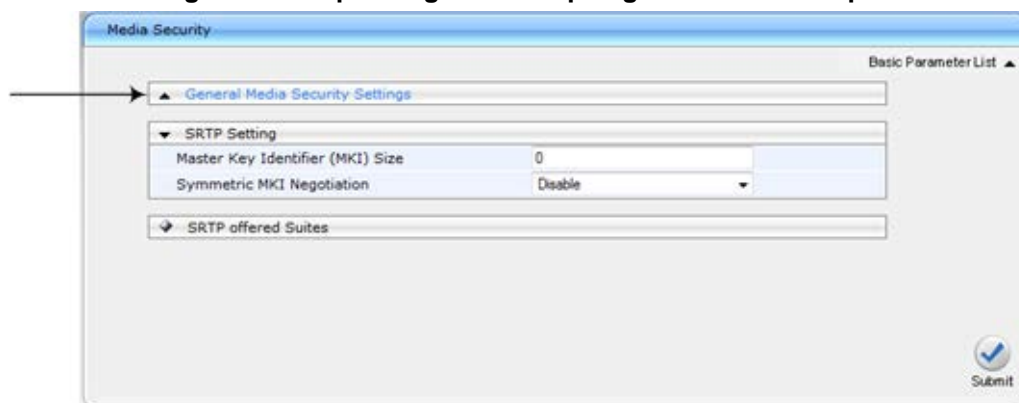 Media Security
Basic Parameter List
General Media Security Settings
SRTP Setting
Master Key Identifier (MKI) Size 0
Symmetric MKI Negotiation Disable
SRTP offered Suites
Submit